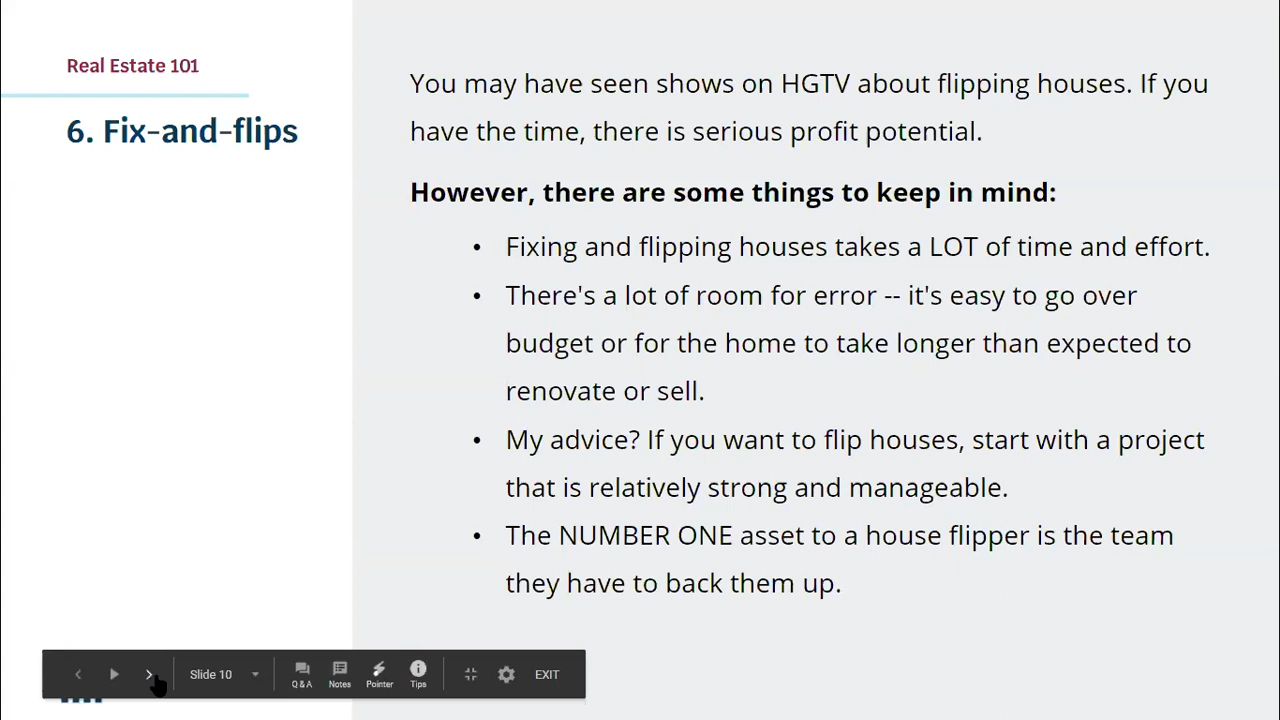 Real Estate 101
6. Fix-and-flips
You may have seen shows on HGTV about flipping houses. If you
have the time, there is serious profit potential.
However, there are some things to keep in mind:
• Fixing and flipping houses takes a LOT of time and effort.
• There's a lot of room for error -- it's easy to go over
budget or for the home to take longer than expected to
renovate or sell.
• My advice? If you want to flip houses, start with a project
that is relatively strong and manageable.
• The NUMBER ONE asset to a house flipper is the team
they have to back them up.
Slide 10
Q & A
Notes
Pointer
Tips
EXIT